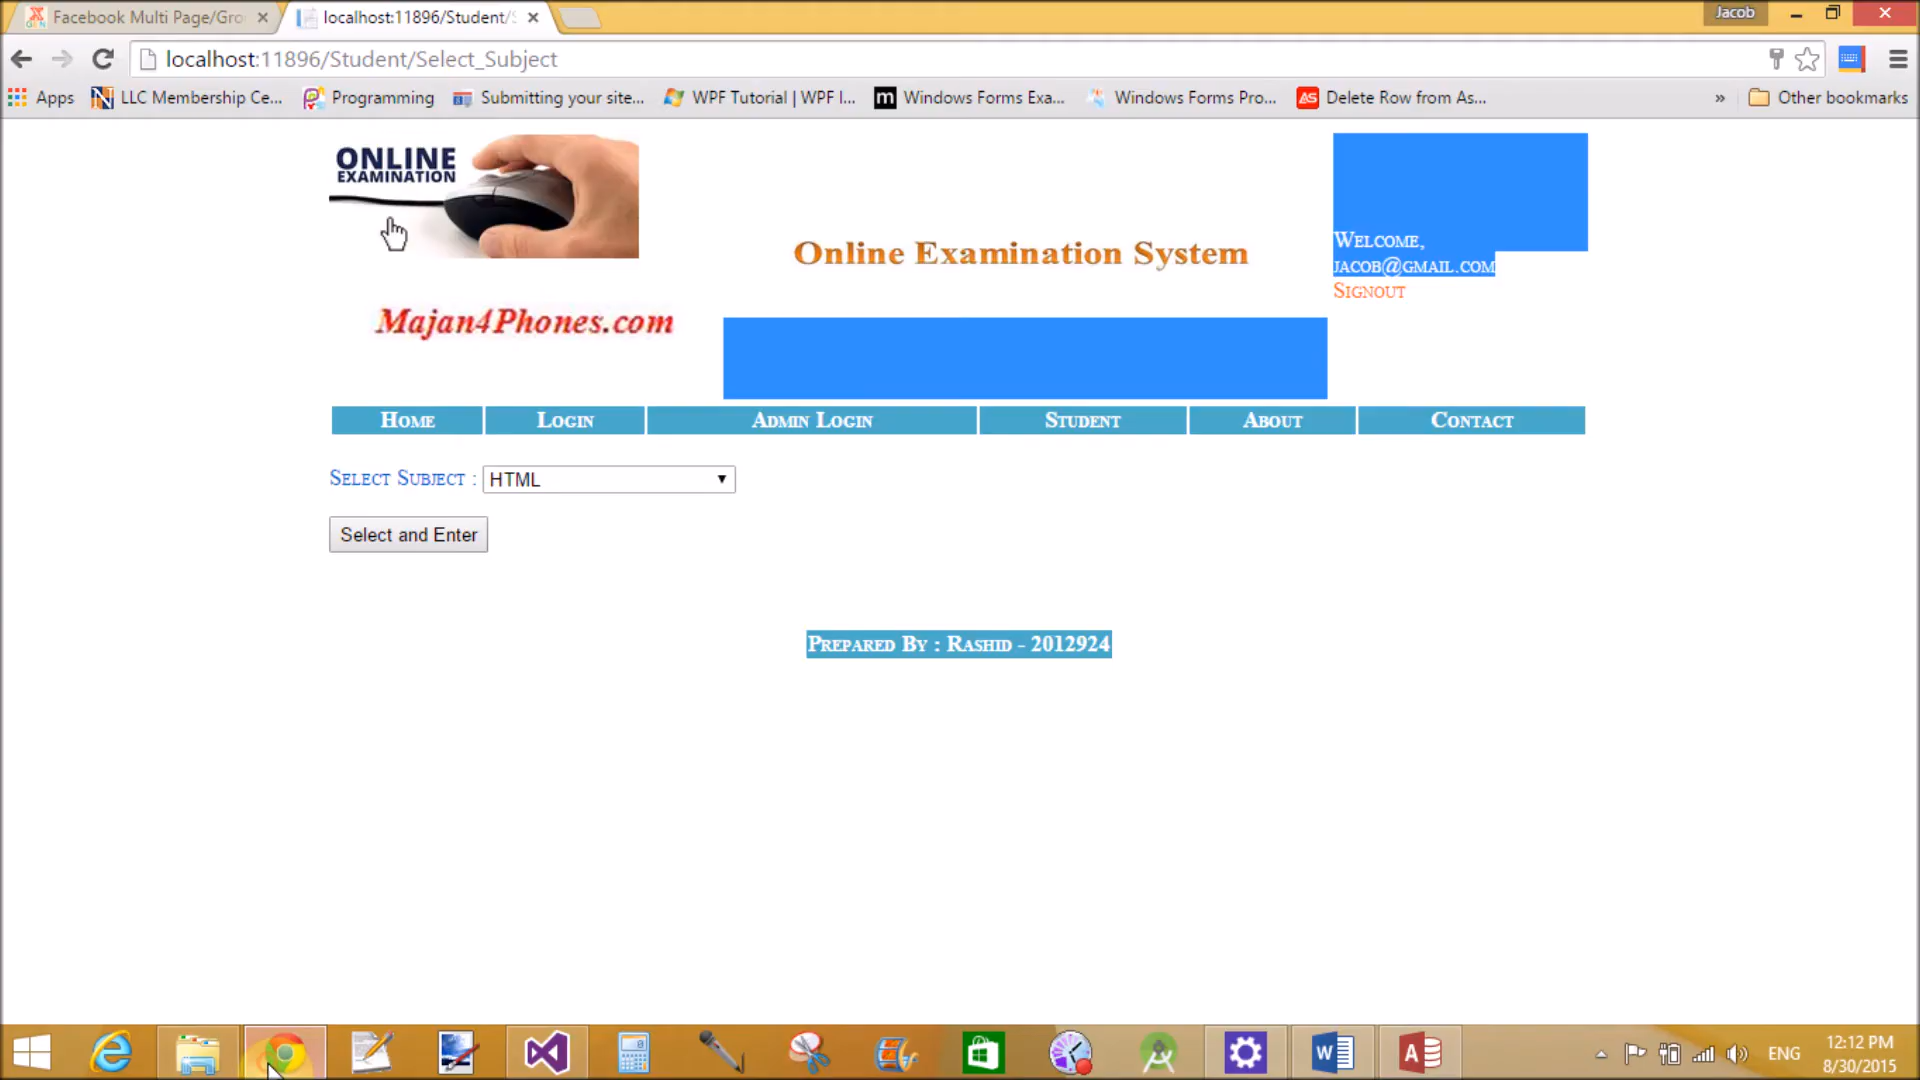 Facebook Multi Page/Gro
localhost:11896/Student/S
Jacob
localhost:11896/Student/Select_Subject
Apps
LLC Membership Ce...
Programming
Submitting your site...
WPF Tutorial | WPF I...
Windows Forms Exa...
Windows Forms Pro...
Delete Row from As...
»
Other bookmarks
ONLINE
EXAMINATION
Online Examination System
Welcome,
jacob@gmail.com
Signout
Majan4Phones.com
Home
Login
Admin Login
Student
About
Contact
Select Subject :
HTML
Select and Enter
Prepared By : Rashid - 2012924
ENG
12:12 PM
8/30/2015